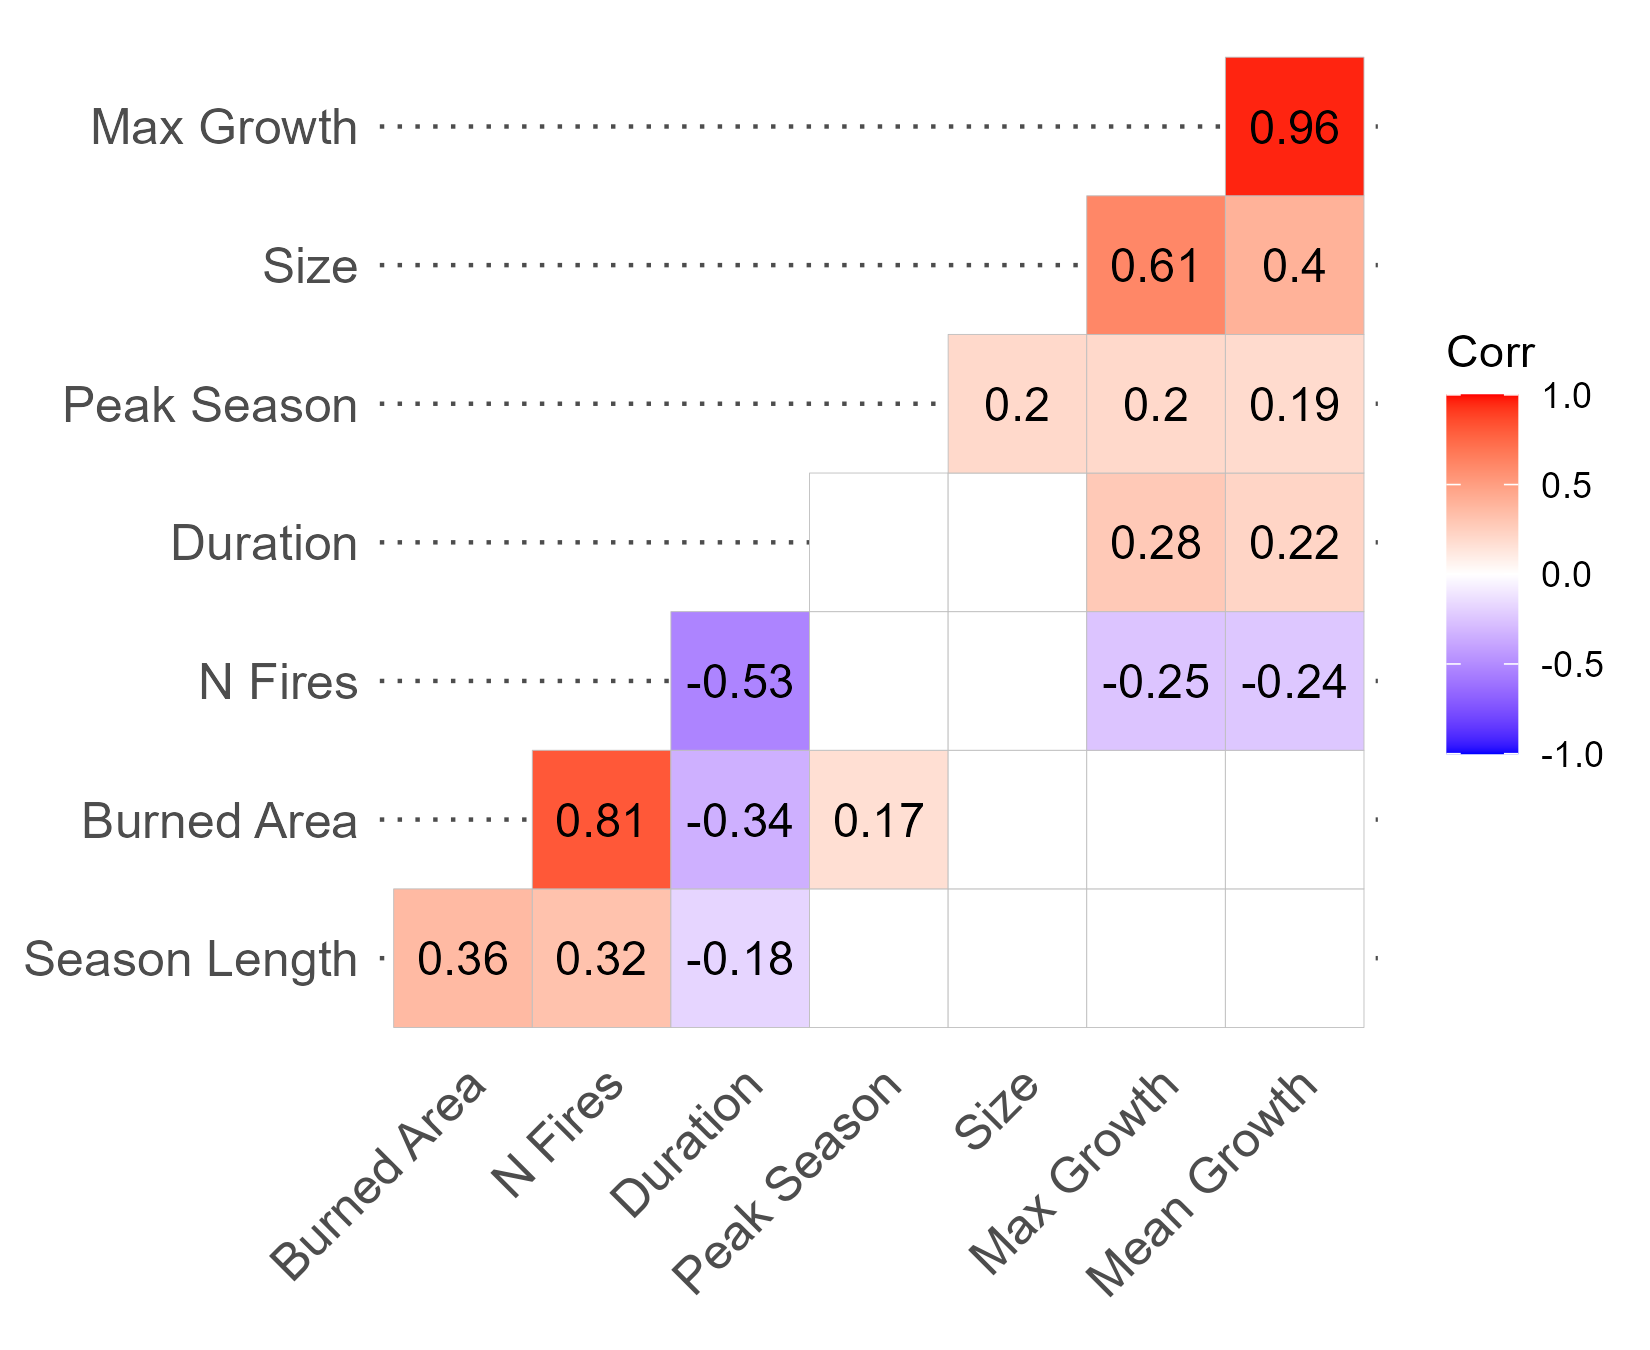 Max Growth 0.96
Size 0.61 0.4
Peak Season 0.2 0.2 0.19
Duration 0.28 0.22
N Fires -0.53 -0.25 -0.24
Burned Area 0.81 -0.34 0.17
Season Length 0.36 0.32 -0.18
Burned Area
N Fires
Duration
Peak Season
Size
Max Growth
Mean Growth
Corr
1.0
0.5
0.0
-0.5
-1.0